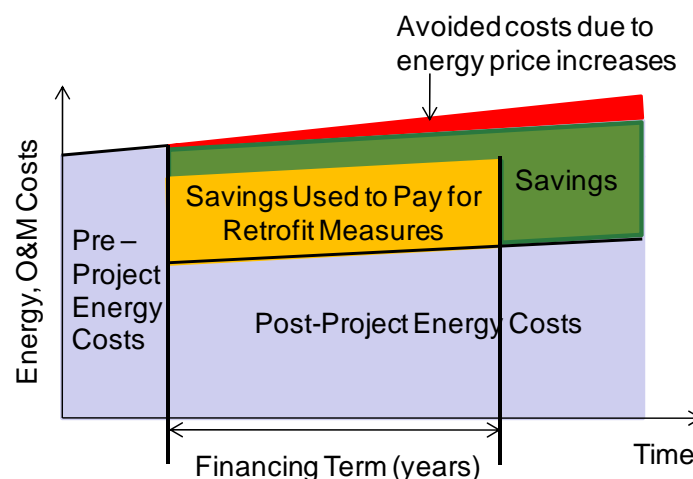 Avoided costs due to
energy price increases
Energy, O&M Costs
Savings Used to Pay for
Retrofit Measures
Savings
Pre –
Project
Energy
Costs
Post-Project Energy Costs
Financing Term (years)
Time